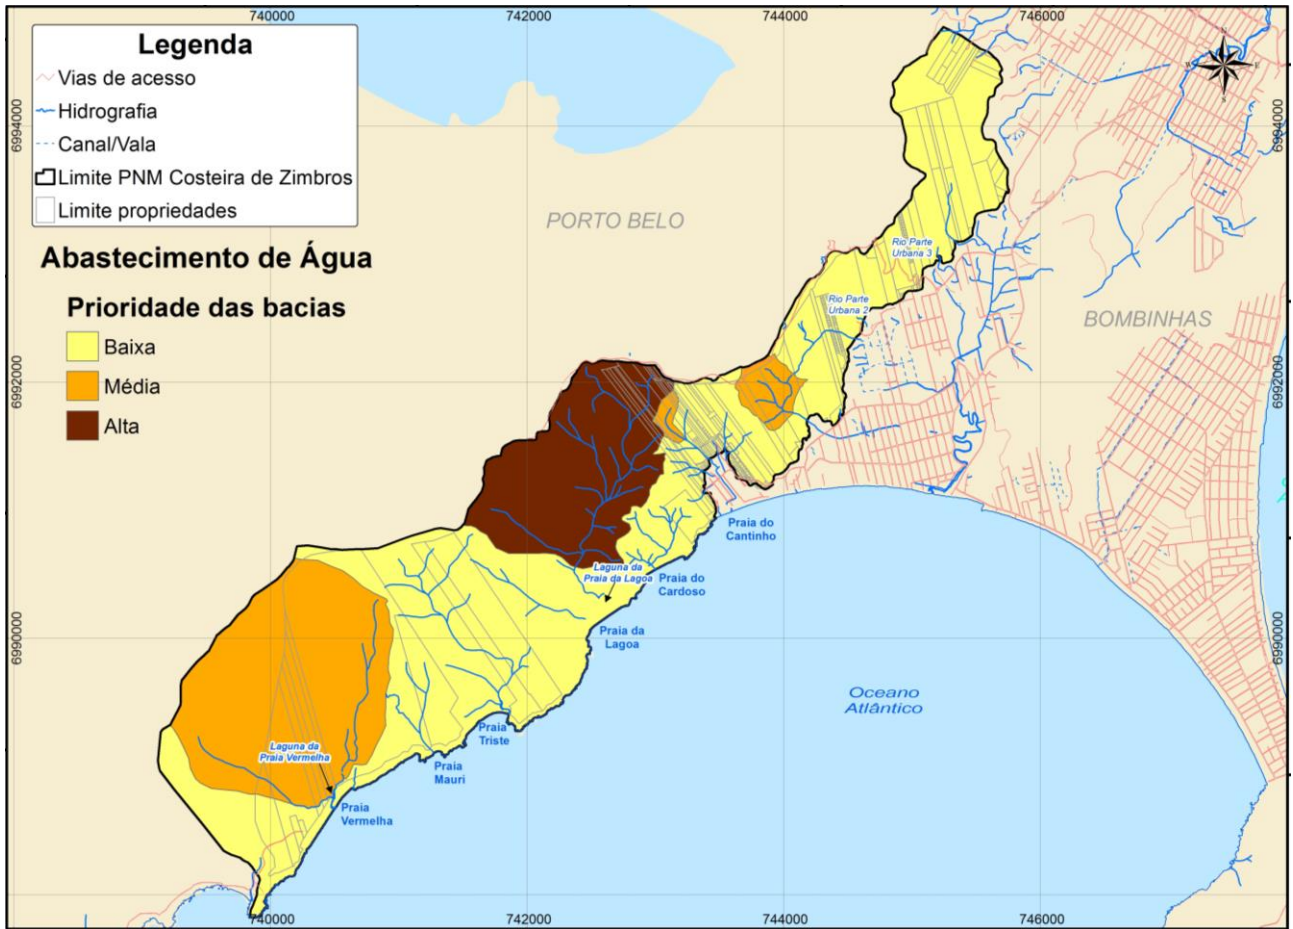 740000
742000
744000
746000
Legenda
Vias de acesso
Hidrografia
Canal/Vala
Limite PNM Costeira de Zimbros
Limite propriedades
N
W
E
S
6994000
6994000
PORTO BELO
Rio Parte
Urbana 3
Abastecimento de Água
Prioridade das bacias
Baixa
Média
Alta
Rio Parte
Urbana 2
BOMBINHAS
6992000
6992000
Praia do
Cantinho
Laguna da
Praia da Lagoa
Praia do
Cardoso
Praia da
Lagoa
6990000
6990000
Oceano
Atlântico
Praia
Triste
Laguna da
Praia Vermelha
Praia
Mauri
Praia
Vermelha
740000
742000
744000
746000